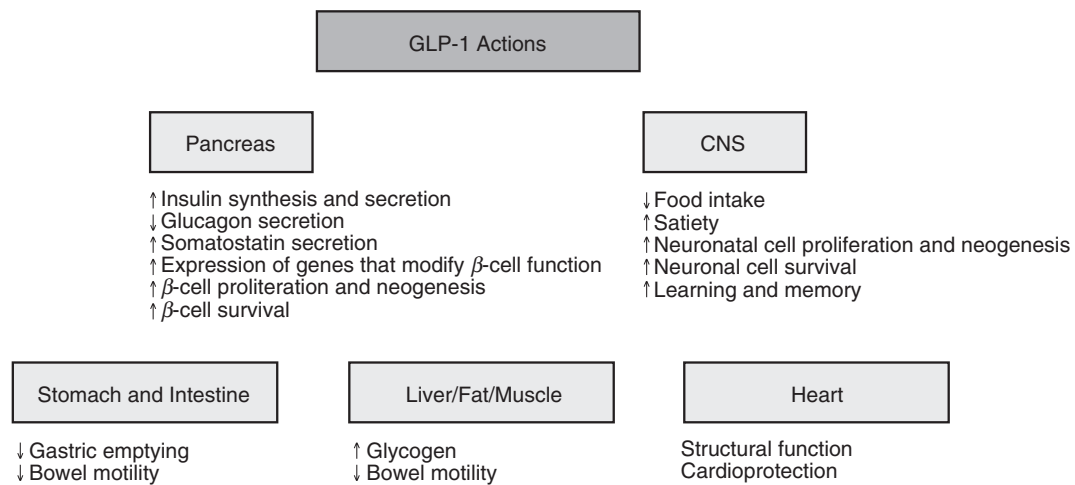 GLP-1 Actions
Pancreas
↑ Insulin synthesis and secretion
↓ Glucagon secretion
↑ Somatostatin secretion
↑ Expression of genes that modify β-cell function
↑ β-cell proliteration and neogenesis
↑ β-cell survival
CNS
↓ Food intake
↑ Satiety
↑ Neuronatal cell proliferation and neogenesis
↑ Neuronal cell survival
↑ Learning and memory
Stomach and Intestine
↓ Gastric emptying
↓ Bowel motility
Liver/Fat/Muscle
↑ Glycogen
↓ Bowel motility
Heart
Structural function
Cardioprotection